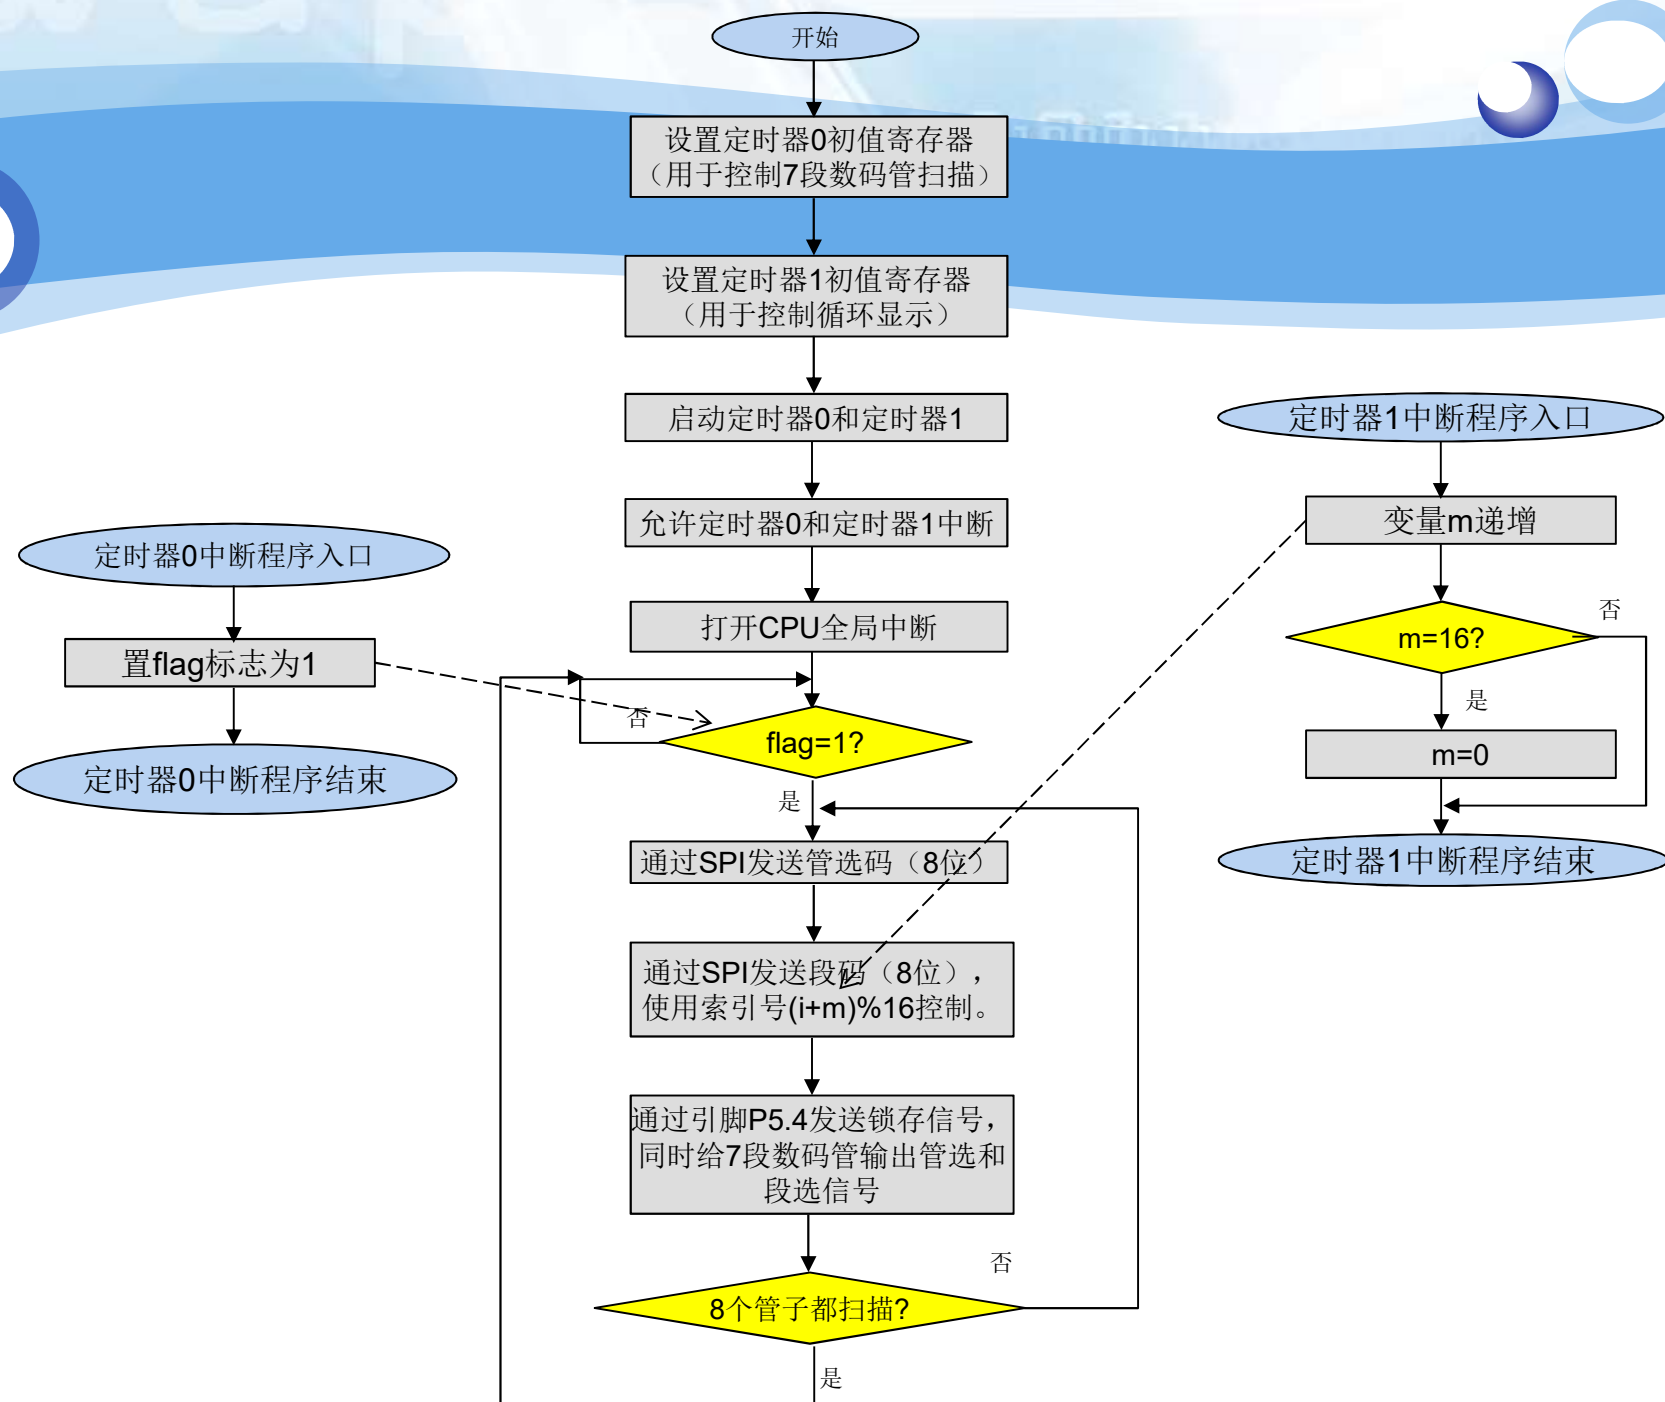 开始
设置定时器0初值寄存器
（用于控制7段数码管扫描）
设置定时器1初值寄存器
（用于控制循环显示）
启动定时器0和定时器1
允许定时器0和定时器1中断
打开CPU全局中断
flag=1?
否
是
通过SPI发送管选码（8位）
通过SPI发送段码（8位），
使用索引号(i+m)%16控制。
通过引脚P5.4发送锁存信号，
同时给7段数码管输出管选和
段选信号
8个管子都扫描?
否
是
定时器0中断程序入口
置flag标志为1
定时器0中断程序结束
定时器1中断程序入口
变量m递增
m=16?
否
是
m=0
定时器1中断程序结束